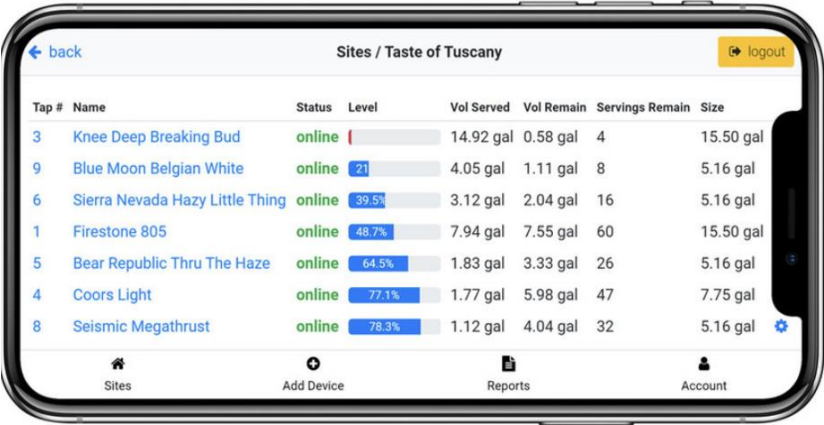 back Sites / Taste of Tuscany logout
Tap # Name Status Level Vol Served Vol Remain Servings Remain Size
3 Knee Deep Breaking Bud online 14.92 gal 0.58 gal 4 15.50 gal
9 Blue Moon Belgian White online 21 4.05 gal 1.11 gal 8 5.16 gal
6 Sierra Nevada Hazy Little Thing online 39.5% 3.12 gal 2.04 gal 16 5.16 gal
1 Firestone 805 online 48.7% 7.94 gal 7.55 gal 60 15.50 gal
5 Bear Republic Thru The Haze online 64.5% 1.83 gal 3.33 gal 26 5.16 gal
4 Coors Light online 77.1% 1.77 gal 5.98 gal 47 7.75 gal
8 Seismic Megathrust online 78.3% 1.12 gal 4.04 gal 32 5.16 gal
Sites Add Device Reports Account